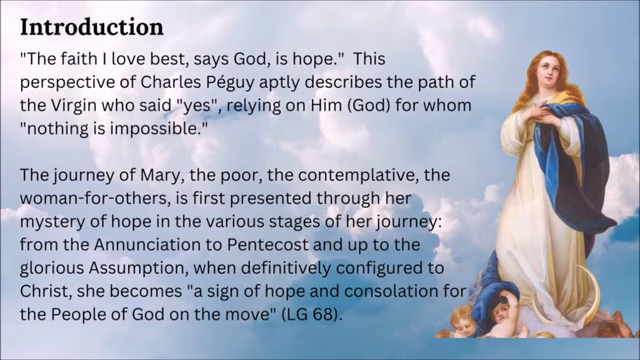 Introduction
"The faith I love best, says God, is hope."  This
perspective of Charles Péguy aptly describes the path of
the Virgin who said "yes", relying on Him (God) for whom
"nothing is impossible."
The journey of Mary, the poor, the contemplative, the
woman-for-others, is first presented through her
mystery of hope in the various stages of her journey:
from the Annunciation to Pentecost and up to the
glorious Assumption, when definitively configured to
Christ, she becomes "a sign of hope and consolation for
the People of God on the move" (LG 68).